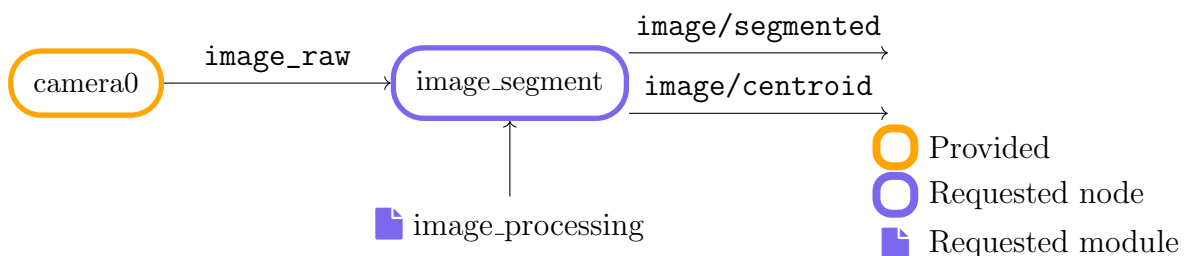 image/segmented
image_raw
camera0
image_segment
image/centroid
Provided
Requested node
image_processing
Requested module